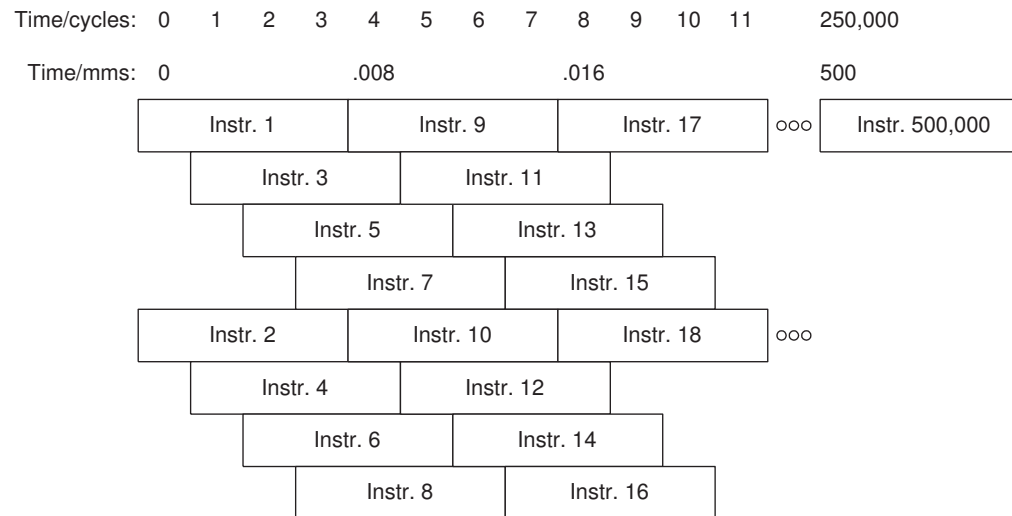 Time/cycles: 0 1 2 3 4 5 6 7 8 9 10 11 250,000
Time/mms: 0 .008 .016 500
Instr. 1 Instr. 9 Instr. 17 ○○○ Instr. 500,000
Instr. 3 Instr. 11
Instr. 5 Instr. 13
Instr. 7 Instr. 15
Instr. 2 Instr. 10 Instr. 18 ○○○
Instr. 4 Instr. 12
Instr. 6 Instr. 14
Instr. 8 Instr. 16